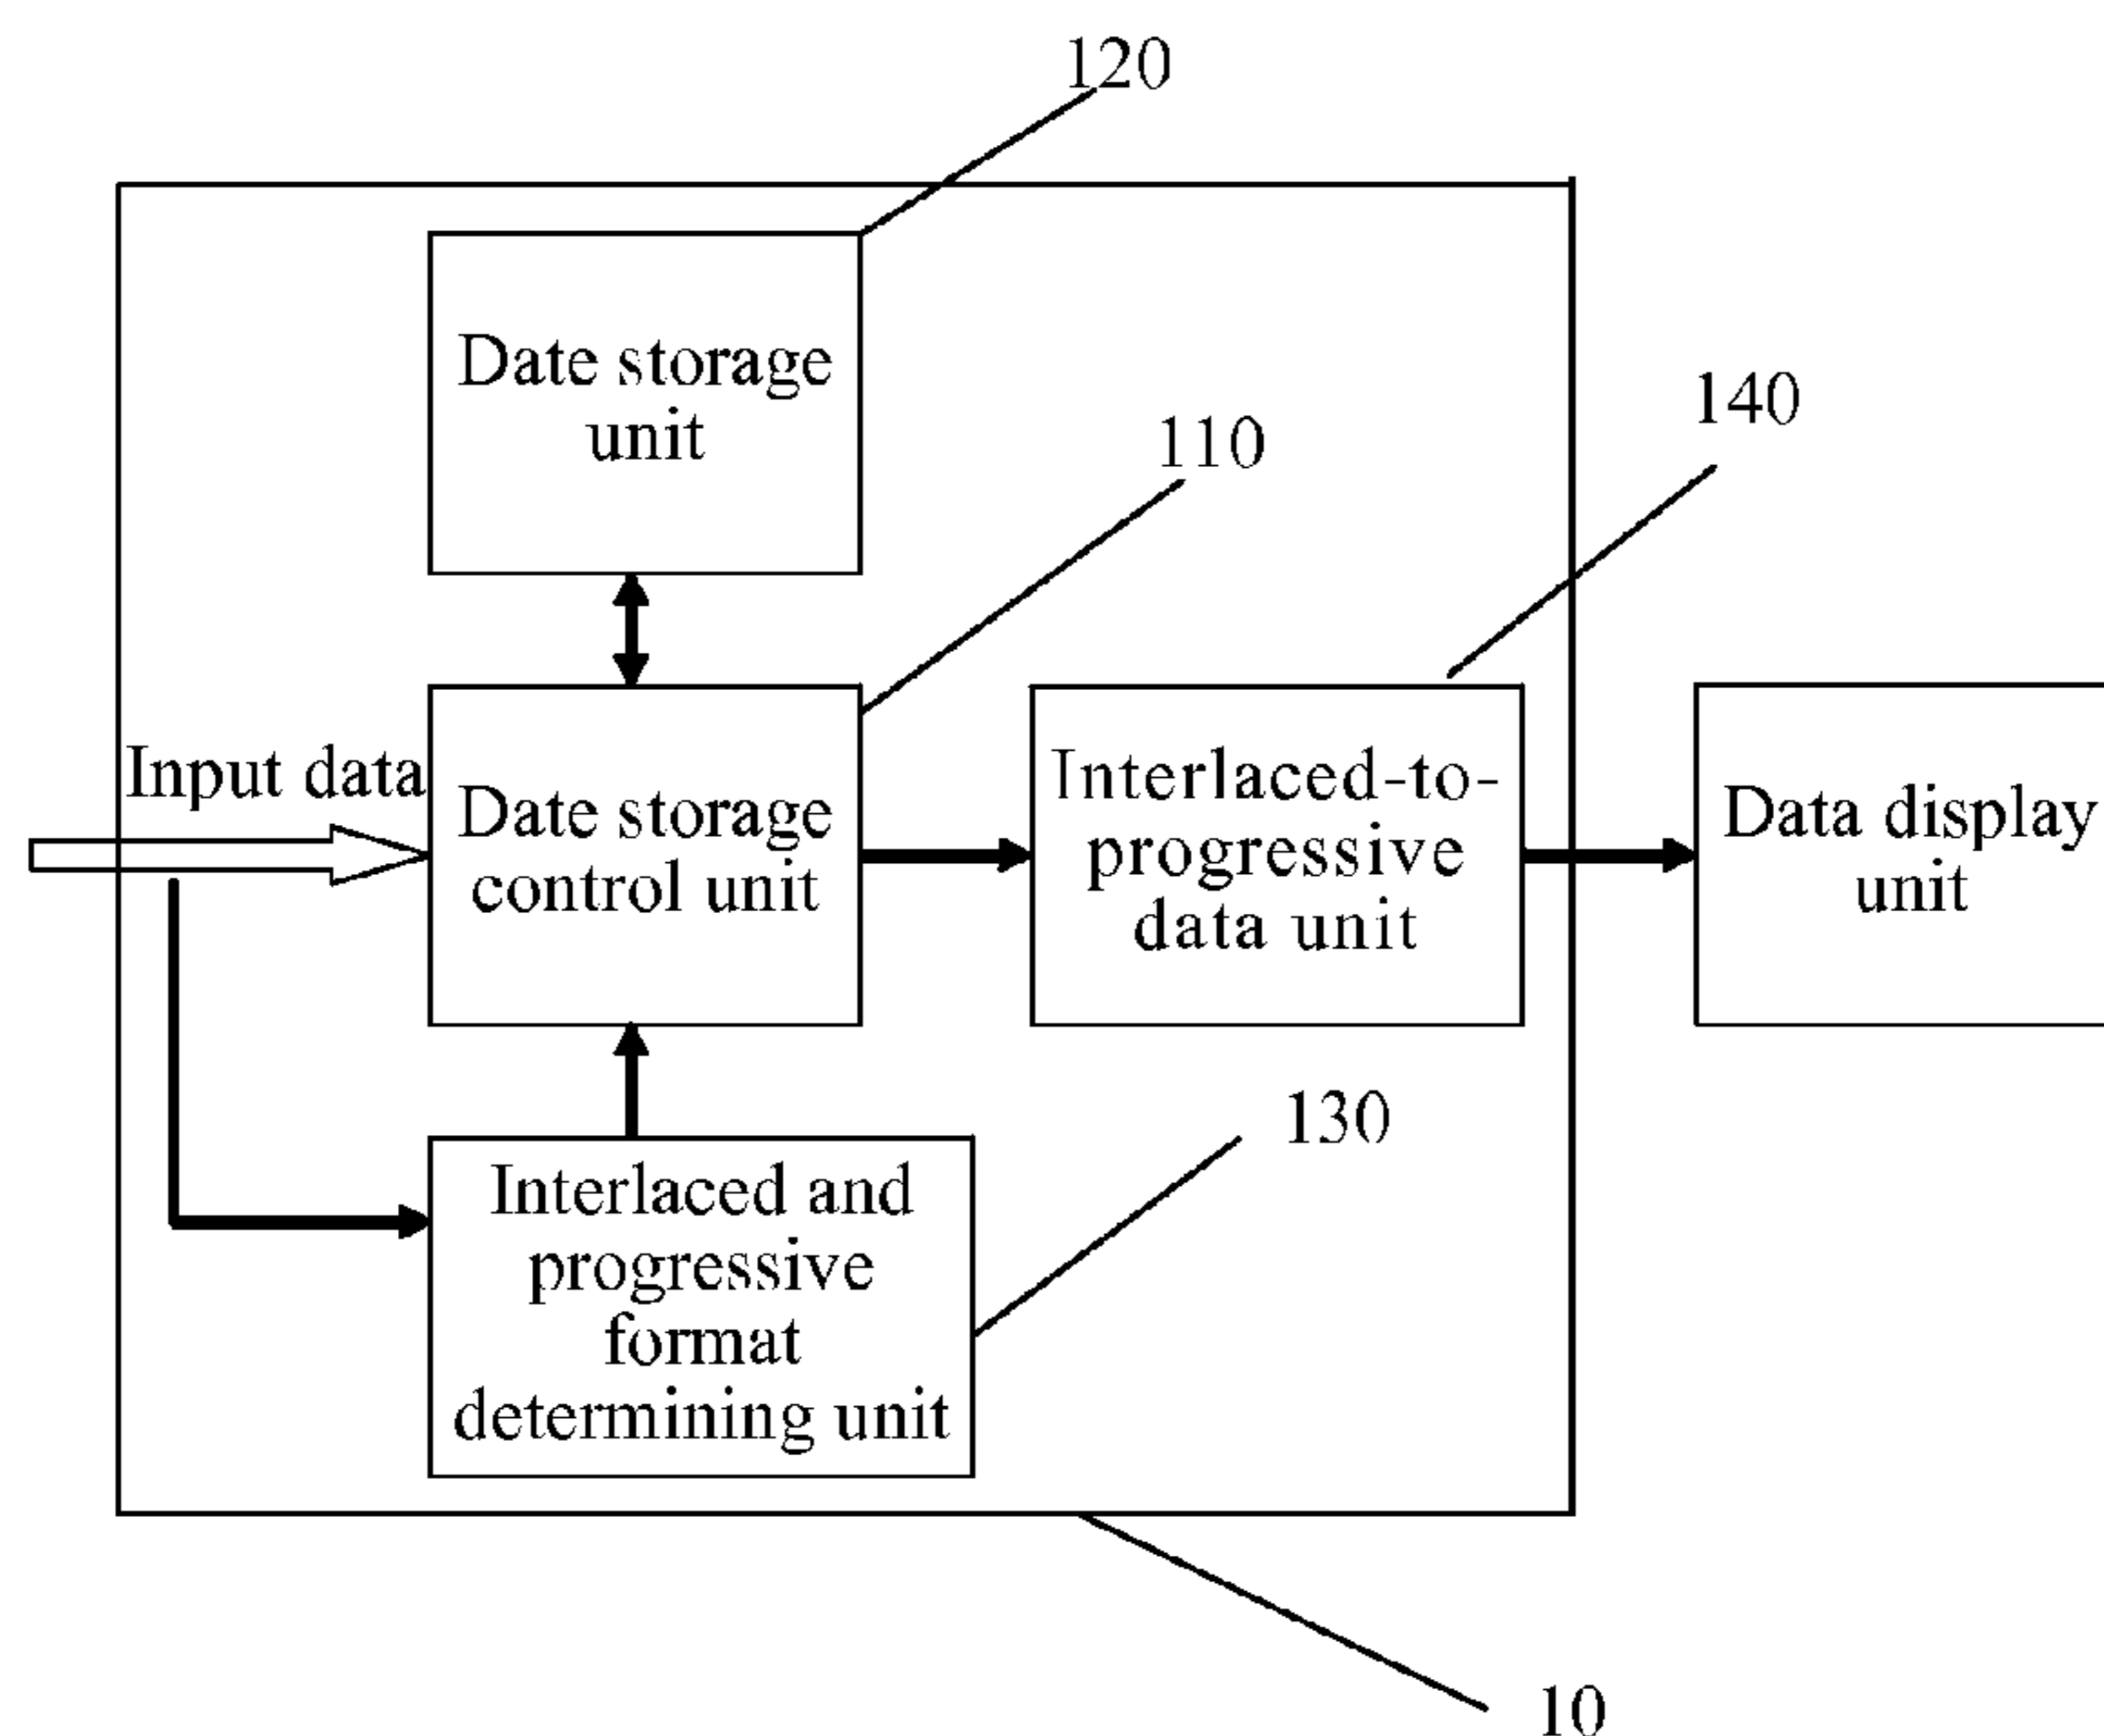 120
Date storage
unit
140
110
Input data
Date storage
control unit
Interlaced-to-
progressive
data unit
Data display
unit
130
Interlaced and
progressive
format
determining unit
10